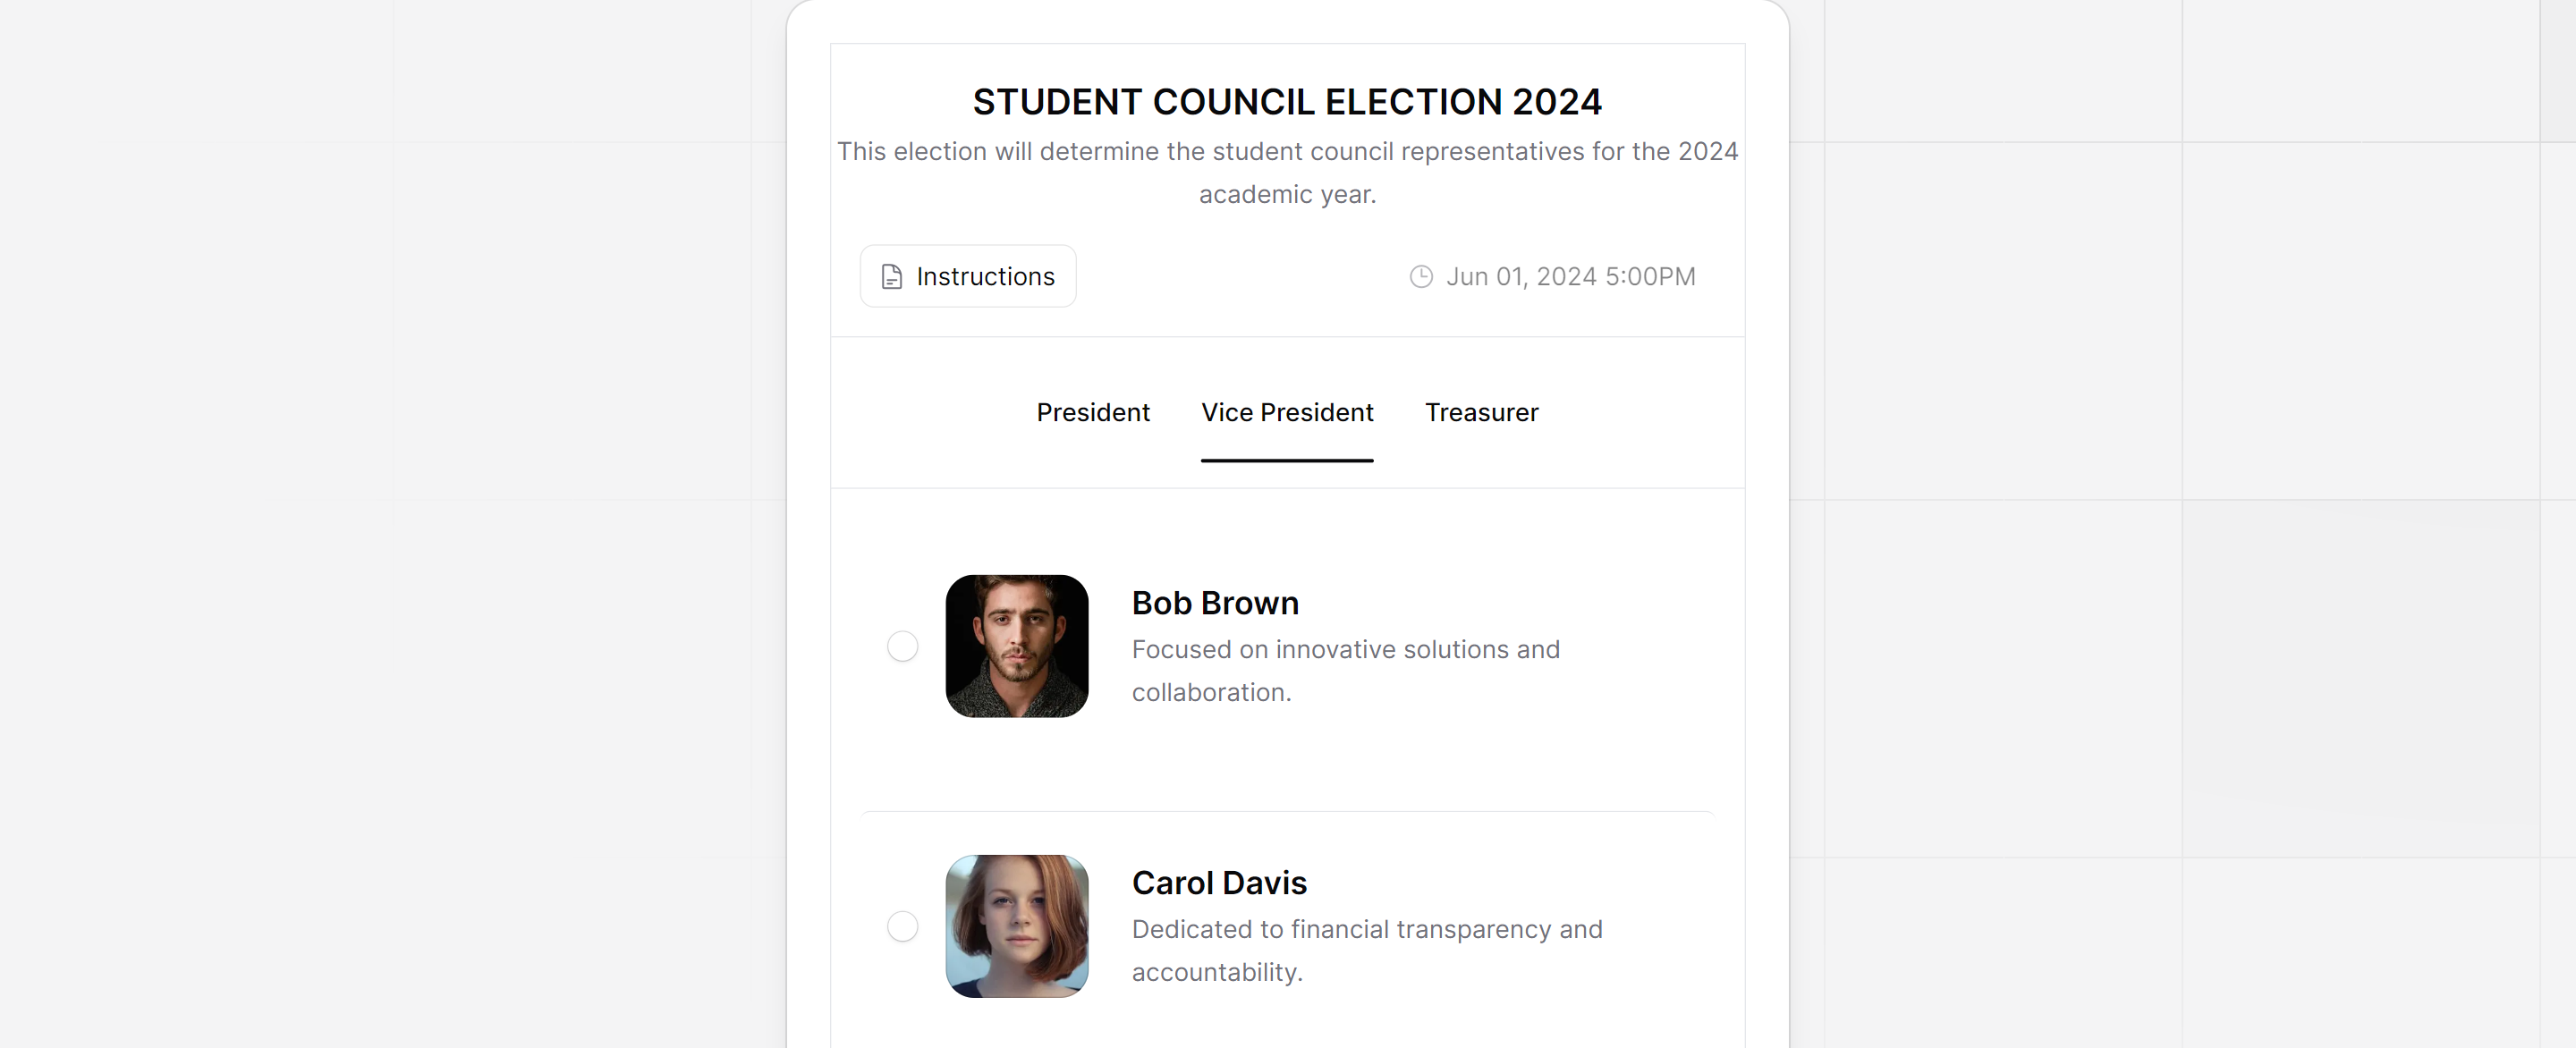 STUDENT COUNCIL ELECTION 2024
This election will determine the student council representatives for the 2024
academic year.
Instructions
Jun 01, 2024 5:00PM
President Vice President Treasurer
Bob Brown
Focused on innovative solutions and
collaboration.
Carol Davis
Dedicated to financial transparency and
accountability.